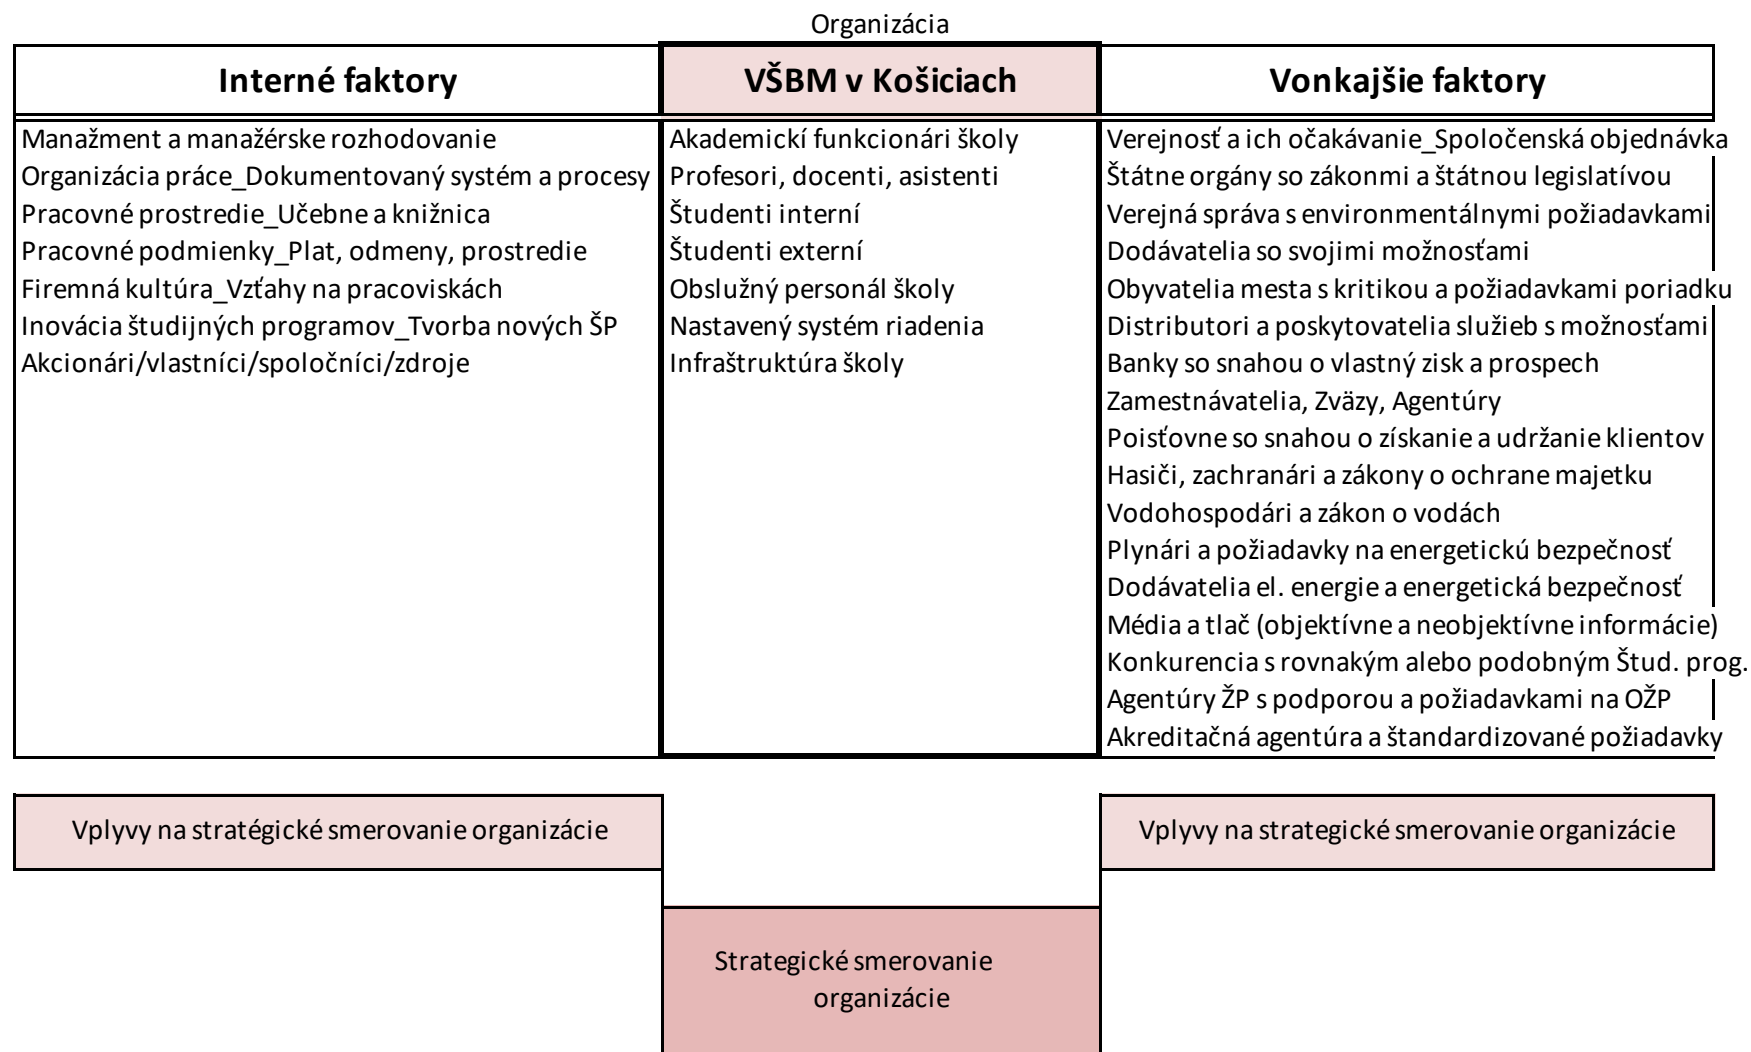 Organizácia
Interné faktory
VŠBM v Košiciach
Vonkajšie faktory
Manažment a manažérske rozhodovanie
Organizácia práce_Dokumentovaný systém a procesy
Pracovné prostredie_Učebne a knižnica
Pracovné podmienky_Plat, odmeny, prostredie
Firemná kultúra_Vzťahy na pracoviskách
Inovácia študijných programov_Tvorba nových ŠP
Akcionári/vlastníci/spoločníci/zdroje
Akademickí funkcionári školy
Profesori, docenti, asistenti
Študenti interní
Študenti externí
Obslužný personál školy
Nastavený systém riadenia
Infraštruktúra školy
Verejnosť a ich očakávanie_Spoločenská objednávka
Štátne orgány so zákonmi a štátnou legislatívou
Verejná správa s environmentálnymi požiadavkami
Dodávatelia so svojimi možnosťami
Obyvatelia mesta s kritikou a požiadavkami poriadku
Distributori a poskytovatelia služieb s možnosťami
Banky so snahou o vlastný zisk a prospech
Zamestnávatelia, Zväzy, Agentúry
Poisťovne so snahou o získanie a udržanie klientov
Hasiči, zachranári a zákony o ochrane majetku
Vodohospodári a zákon o vodách
Plynári a požiadavky na energetickú bezpečnosť
Dodávatelia el. energie a energetická bezpečnosť
Média a tlač (objektívne a neobjektívne informácie)
Konkurencia s rovnakým alebo podobným Štud. prog.
Agentúry ŽP s podporou a požiadavkami na OŽP
Akreditačná agentúra a štandardizované požiadavky
Vplyvy na stratégické smerovanie organizácie
Vplyvy na strategické smerovanie organizácie
Strategické smerovanie
organizácie